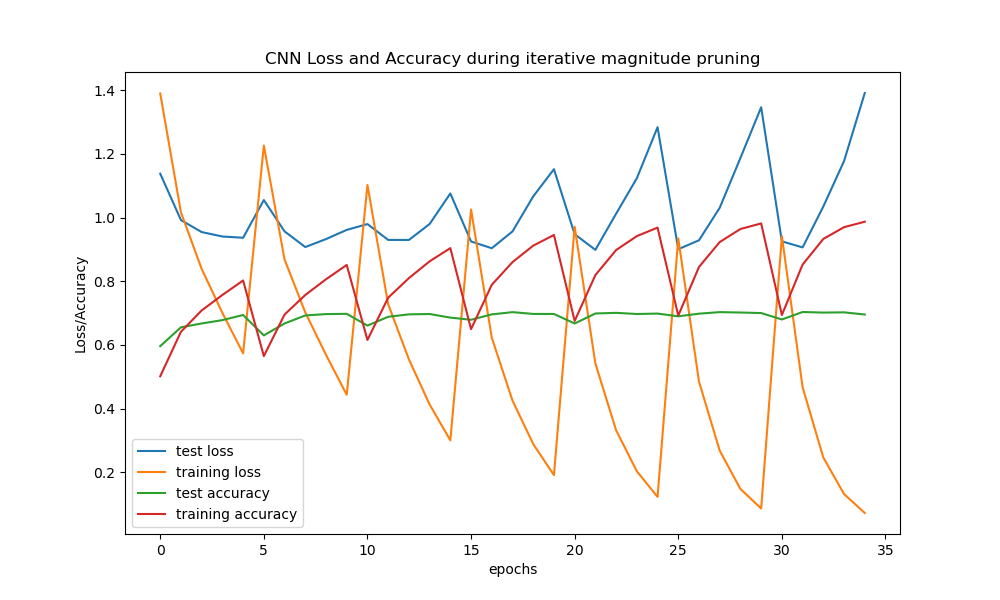 CNN Loss and Accuracy during iterative magnitude pruning
1.4
1.2
1.0
0.8
0.6
0.4
0.2
Loss/Accuracy
test loss
training loss
test accuracy
training accuracy
0 5 10 15 20 25 30 35
epochs